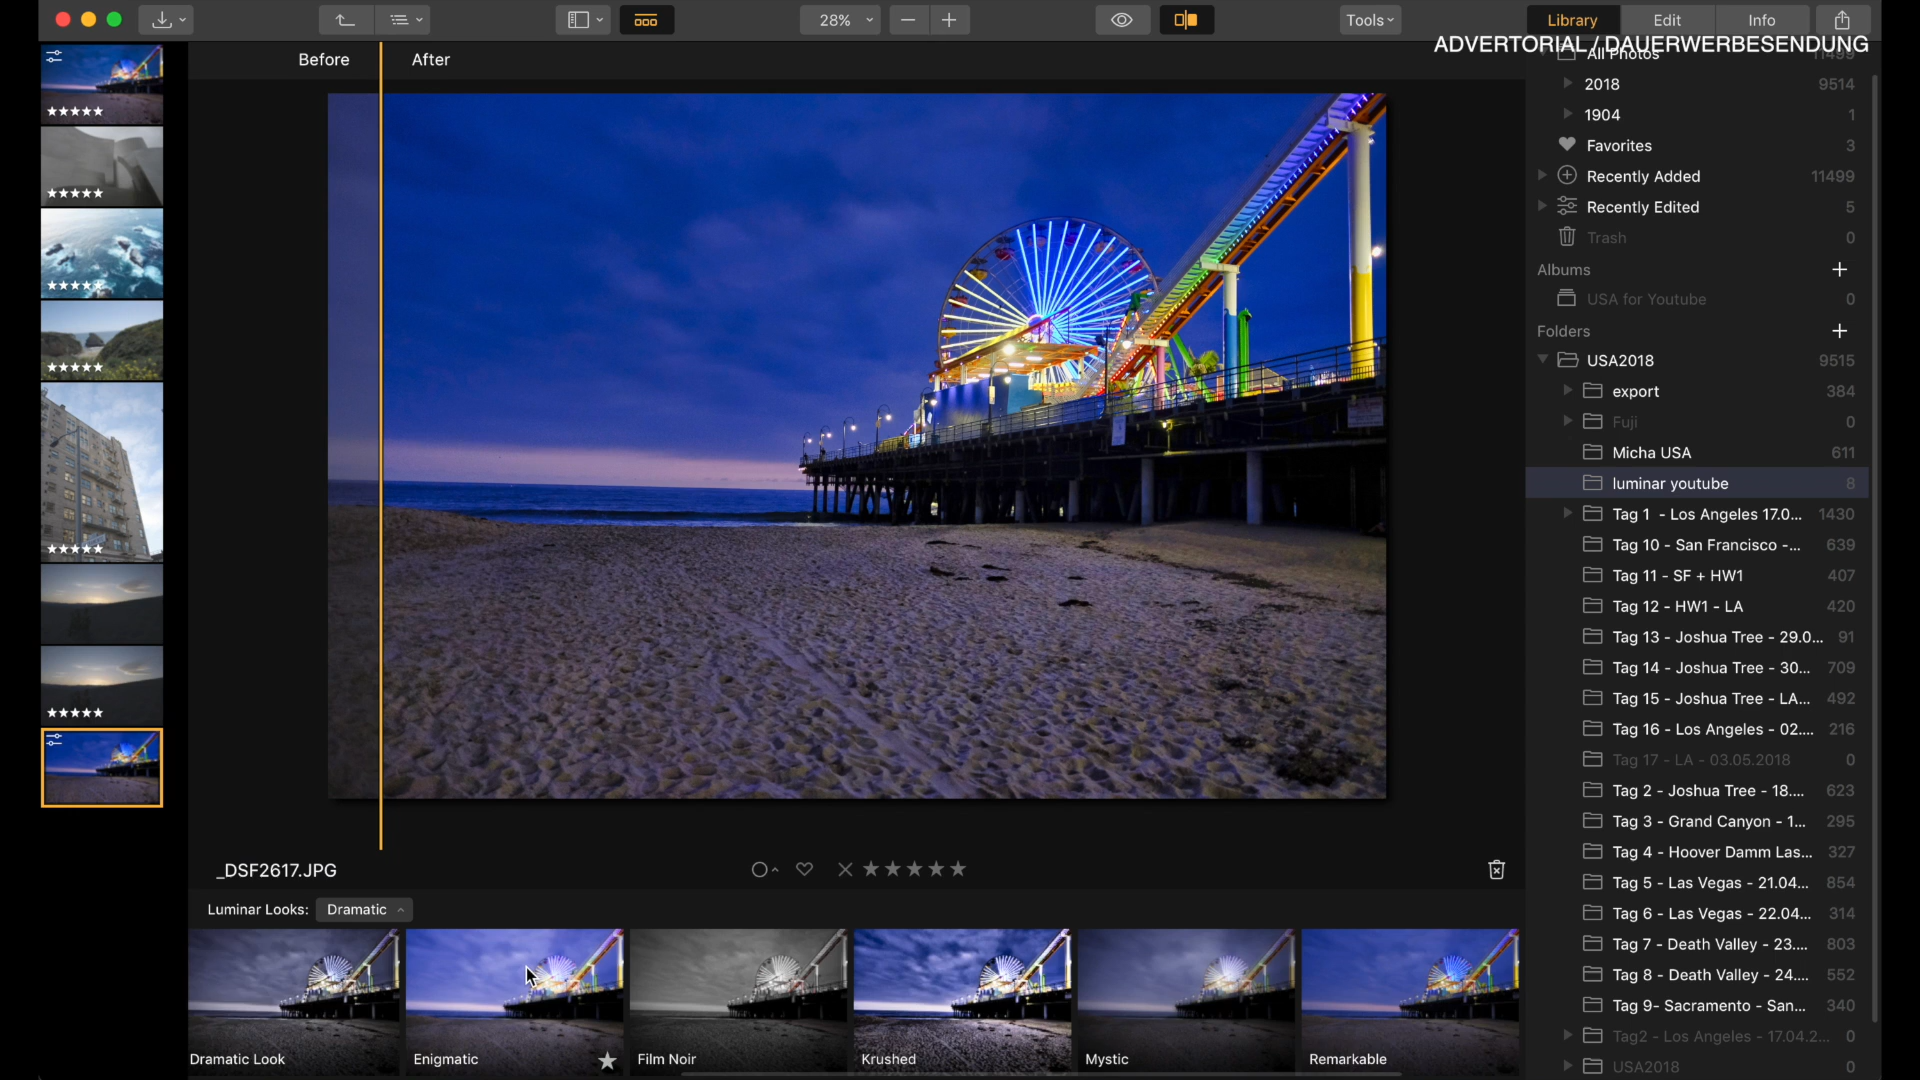 28%
Tools
Library
Edit
Info
ADVERTORIAL / DAUERWERBESENDUNG
Before
After
All Photos 11499
2018 9514
1904 1
Favorites 3
Recently Added 11499
Recently Edited 5
Trash 0
Albums
USA for Youtube 0
Folders
USA2018 9515
export 384
Fuji 0
Micha USA 611
luminar youtube 8
Tag 1 - Los Angeles 17.0... 1430
Tag 10 - San Francisco -... 639
Tag 11 - SF + HW1 407
Tag 12 - HW1 - LA 420
Tag 13 - Joshua Tree - 29.0... 91
Tag 14 - Joshua Tree - 30... 709
Tag 15 - Joshua Tree - LA... 492
Tag 16 - Los Angeles - 02.... 216
Tag 17 - LA - 03.05.2018 0
Tag 2 - Joshua Tree - 18.... 623
Tag 3 - Grand Canyon - 1... 295
Tag 4 - Hoover Damm Las... 327
Tag 5 - Las Vegas - 21.04... 854
Tag 6 - Las Vegas - 22.04... 314
Tag 7 - Death Valley - 23.... 803
Tag 8 - Death Valley - 24.... 552
Tag 9- Sacramento - San... 340
Tag2 - Los Angeles - 17.04.2... 0
USA2018 0
_DSF2617.JPG
Luminar Looks: Dramatic
Dramatic Look
Enigmatic
Film Noir
Krushed
Mystic
Remarkable